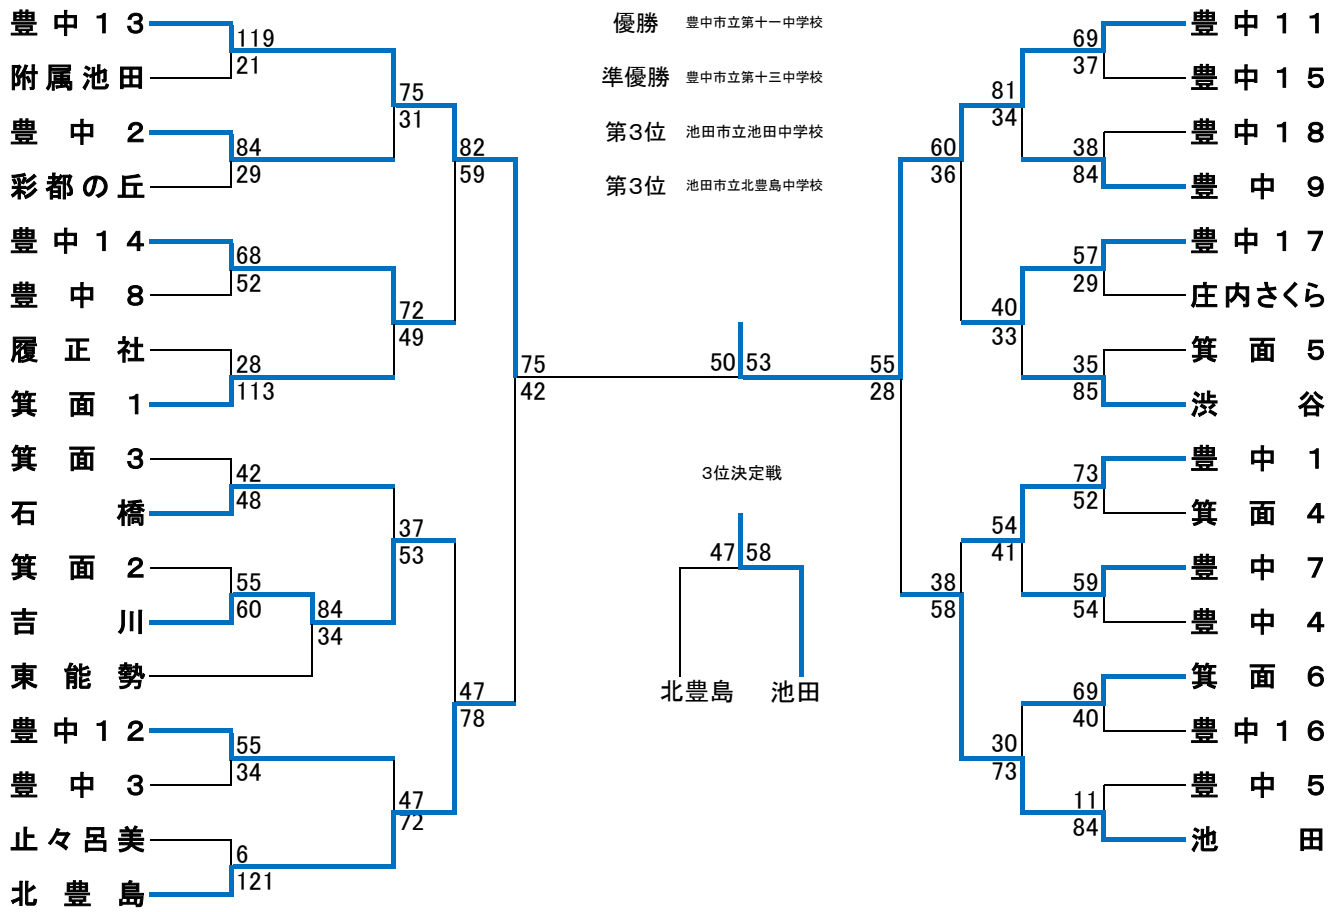 豊中１３
119
21
附属池田
75
31
豊中２
84
29
彩都の丘
82
59
豊中１４
68
52
豊中８
72
49
履正社
28
113
箕面１
75
42
箕面３
42
48
石橋
37
53
箕面２
55
60
吉川
84
34
東能勢
47
78
豊中１２
55
34
豊中３
47
72
止々呂美
6
121
北豊島
優勝 豊中市立第十一中学校
準優勝 豊中市立第十三中学校
第３位 池田市立池田中学校
第３位 池田市立北豊島中学校
50 53
３位決定戦
47 58
北豊島 池田
豊中１１
69
37
豊中１５
81
34
豊中１８
38
84
豊中９
60
36
豊中１７
57
29
庄内さくら
40
33
箕面５
35
85
渋谷
55
28
豊中１
73
52
箕面４
54
41
豊中７
59
54
豊中４
38
58
箕面６
69
40
豊中１６
30
73
豊中５
11
84
池田